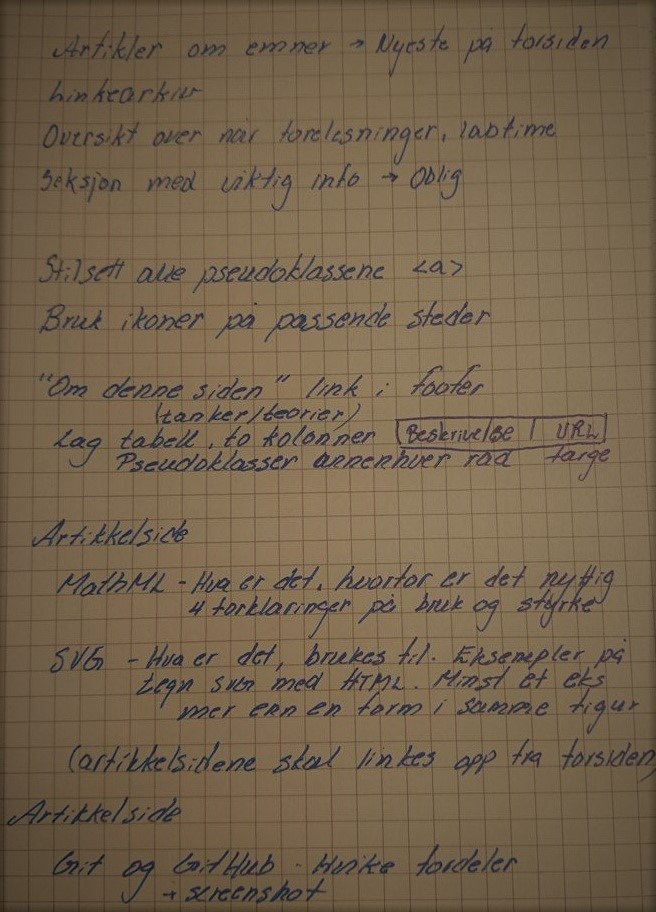 Artikler om emner → Nyeste på forsiden
Linkearkiv
Oversikt over når forelesninger, labtime
Seksjon med viktig info → Oblig
Stilsett alle pseudoklassene <a>
Bruk ikoner på passende steder
"Om denne siden" link i footer
(tanker/teorier)
Lag tabell, to kolonner Beskrivelse | URL
Pseudoklasser annenhver rad farge
Artikkelside
MathML - Hva er det, hvorfor er det nyttig
4 forklaringer på bruk og styrke
SVG - Hva er det, brukes til. Eksempler på
tegn SVG med HTML. Minst et eks
mer enn en form i samme figur
(artikkelsidene skal linkes opp fra forsiden)
Artikkelside
Git og GitHub - Hvilke fordeler
→ screenshot